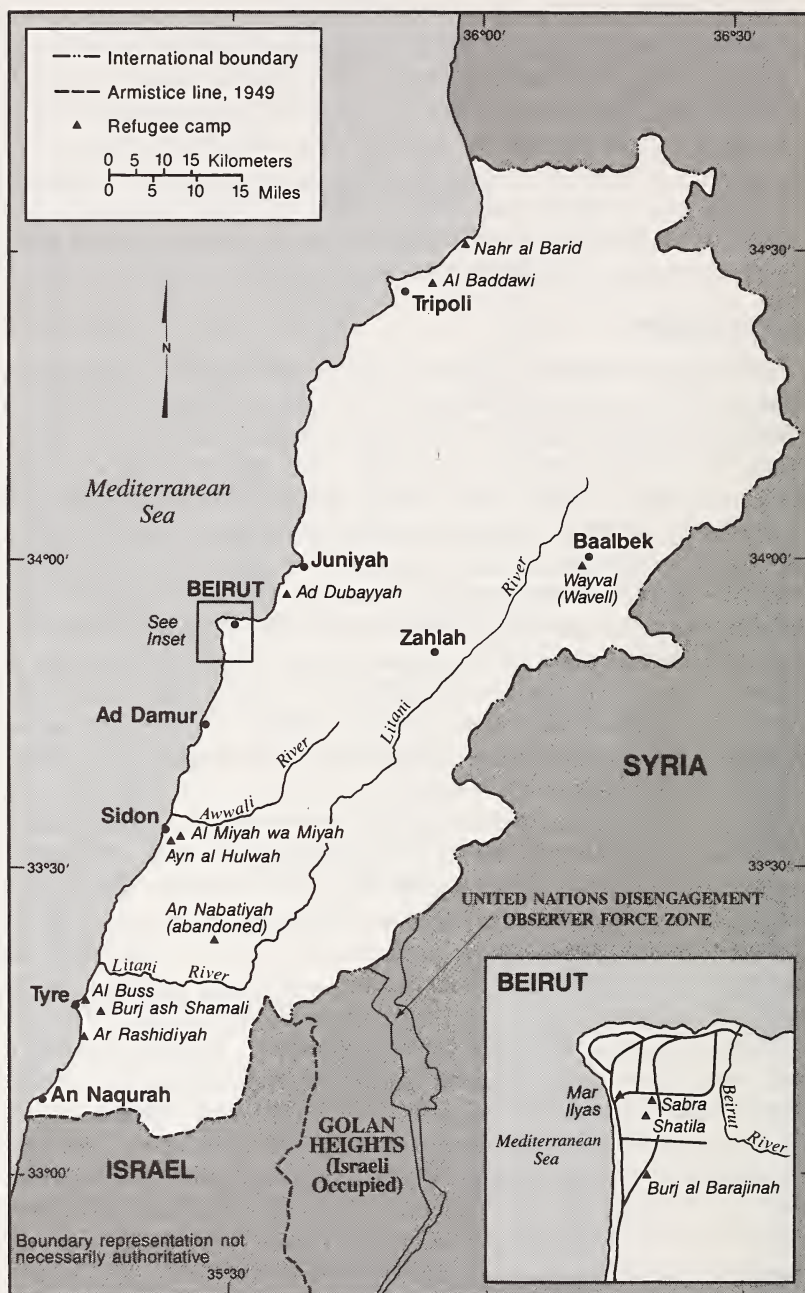 International boundary
Armistice line, 1949
Refugee camp
0 5 10 15 Kilometers
0 5 10 15 Miles
36°00'
36°30'
34°30'
34°30'
N
Nahr al Barid
Al Baddawi
Tripoli
Mediterranean
Sea
34°00'
34°00'
Juniyah
Baalbek
Wayval
(Wavell)
BEIRUT
Ad Dubayyah
See
Inset
Zahlah
River
Litani
Ad Damur
River
Awwali
SYRIA
Sidon
Al Miyah wa Miyah
Ayn al Hulwah
33°30'
33°30'
An Nabatiyah
(abandoned)
UNITED NATIONS DISENGAGEMENT
OBSERVER FORCE ZONE
Litani
River
Tyre
Al Buss
Burj ash Shamali
Ar Rashidiyah
An Naqurah
GOLAN
HEIGHTS
(Israeli
Occupied)
ISRAEL
33°00'
Boundary representation not
necessarily authoritative
35°30'
BEIRUT
Mar
Ilyas
Sabra
Shatila
Beirut
River
Mediterranean
Sea
Burj al Barajinah